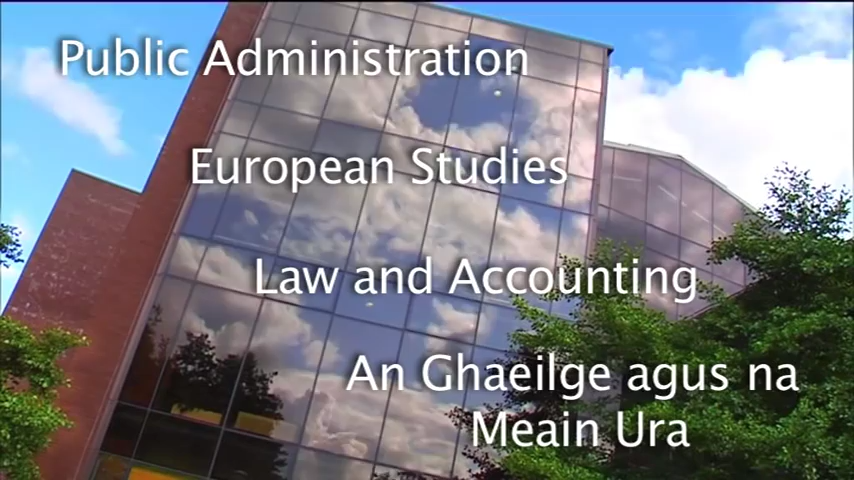 Public Administration
European Studies
Law and Accounting
An Ghaeilge agus na
Meain Ura